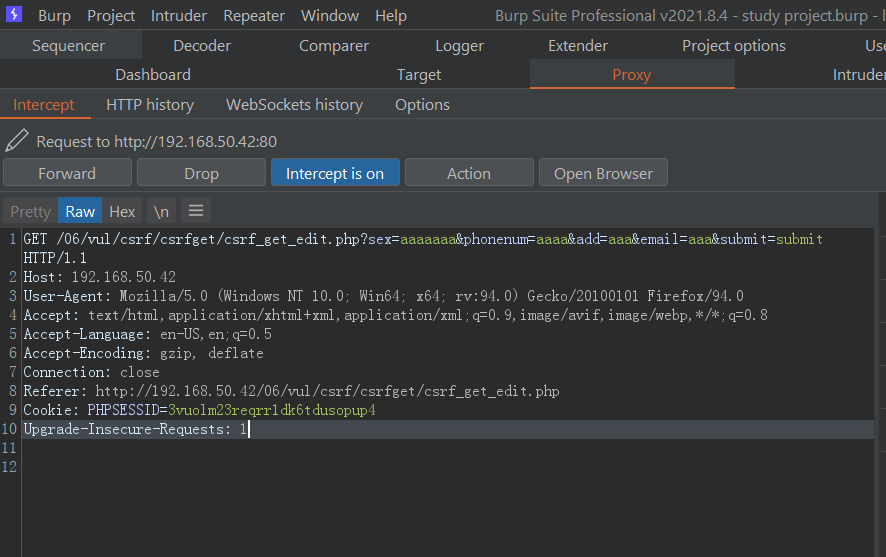 Burp Project Intruder Repeater Window Help Burp Suite Professional v2021.8.4 - study project.burp -
Sequencer Decoder Comparer Logger Extender Project options
Dashboard Target Proxy Intruder
Intercept HTTP history WebSockets history Options
Request to http://192.168.50.42:80
Forward Drop Intercept is on Action Open Browser
Pretty Raw Hex \n
1 GET /06/vul/csrf/csrfget/csrf_get_edit.php?sex=aaaaaaa&phonenum=aaaa&add=aaa&email=aaa&submit=submit
HTTP/1.1
2 Host: 192.168.50.42
3 User-Agent: Mozilla/5.0 (Windows NT 10.0; Win64; x64; rv:94.0) Gecko/20100101 Firefox/94.0
4 Accept: text/html,application/xhtml+xml,application/xml;q=0.9,image/avif,image/webp,*/*;q=0.8
5 Accept-Language: en-US,en;q=0.5
6 Accept-Encoding: gzip, deflate
7 Connection: close
8 Referer: http://192.168.50.42/06/vul/csrf/csrfget/csrf_get_edit.php
9 Cookie: PHPSESSID=3vuolm23reqrr1dk6tdusopup4
10 Upgrade-Insecure-Requests: 1
11
12